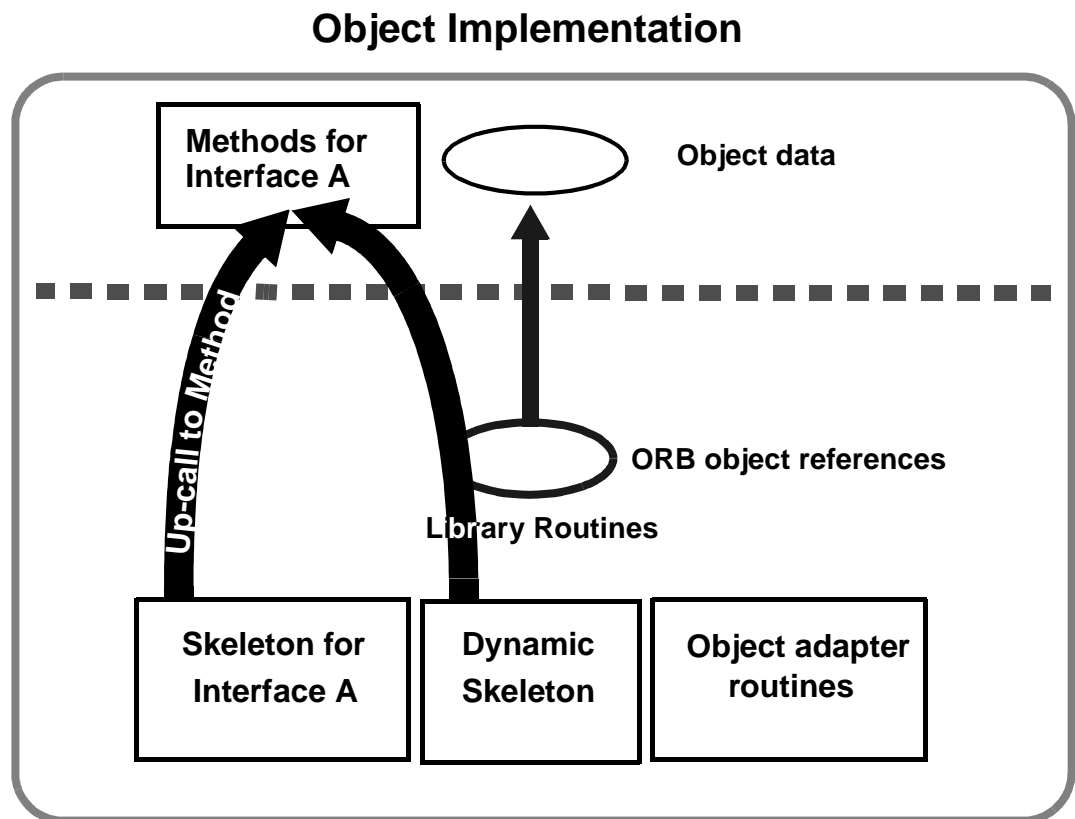 Object Implementation
Methods for
Interface A
Object data
Up-call to Method
ORB object references
Library Routines
Skeleton for
Interface A
Dynamic
Skeleton
Object adapter
routines